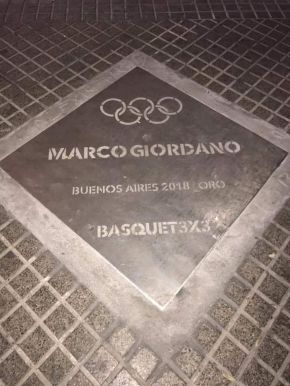 MARCO GIORDANO
BUENOS AIRES 2018 ORO
BASQUET3X3